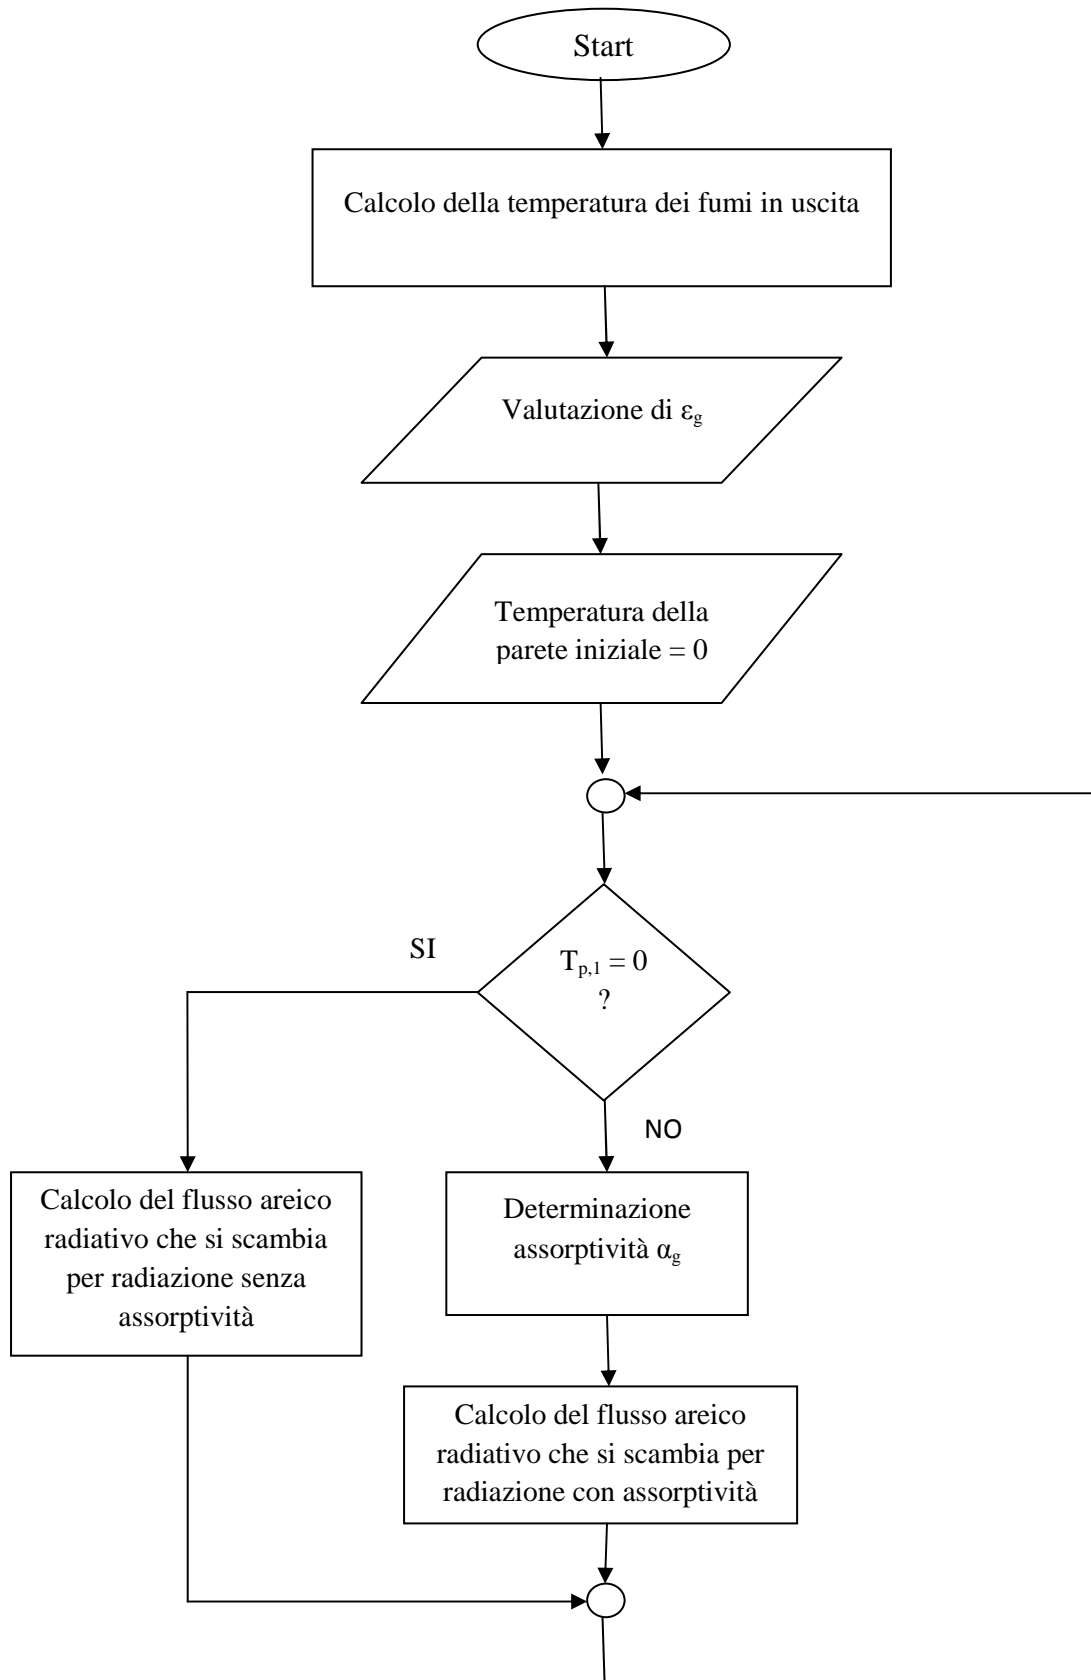 Start
Calcolo della temperatura dei fumi in uscita
Valutazione di εg
Temperatura della
parete iniziale = 0
SI
Tp,1 = 0
?
NO
Calcolo del flusso areico
radiativo che si scambia
per radiazione senza
assorptività
Determinazione
assorptività αg
Calcolo del flusso areico
radiativo che si scambia per
radiazione con assorptività